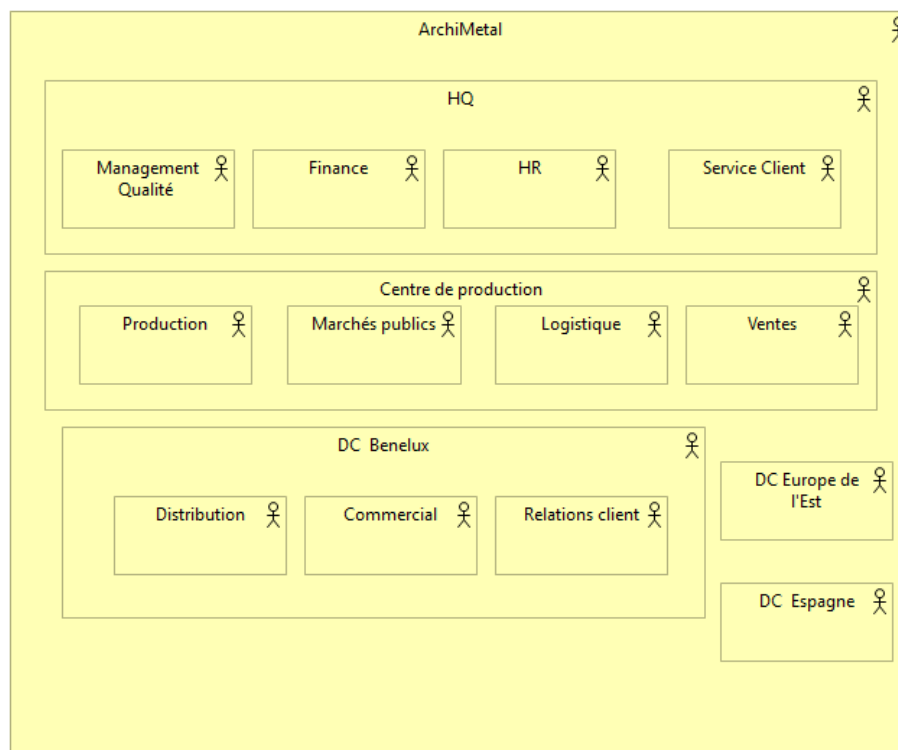 ArchiMetal
HQ
Management
Qualité
Finance
HR
Service Client
Centre de production
Production
Marchés publics
Logistique
Ventes
DC Benelux
Distribution
Commercial
Relations client
DC Europe de
l'Est
DC Espagne